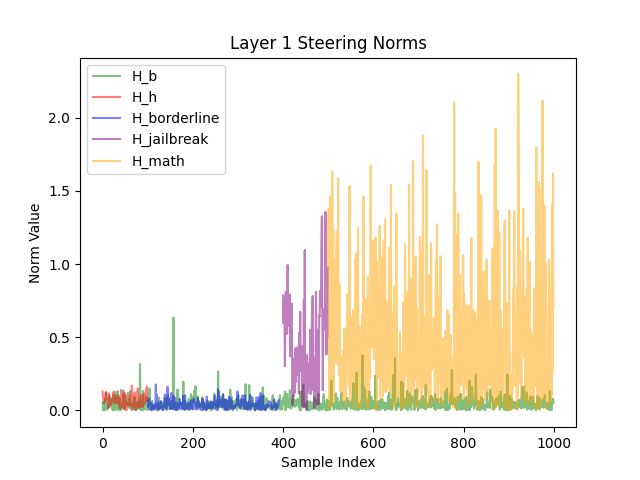 Layer 1 Steering Norms
H_b
H_h
H_borderline
H_jailbreak
H_math
Norm Value
2.0
1.5
1.0
0.5
0.0
0
200
400
600
800
1000
Sample Index